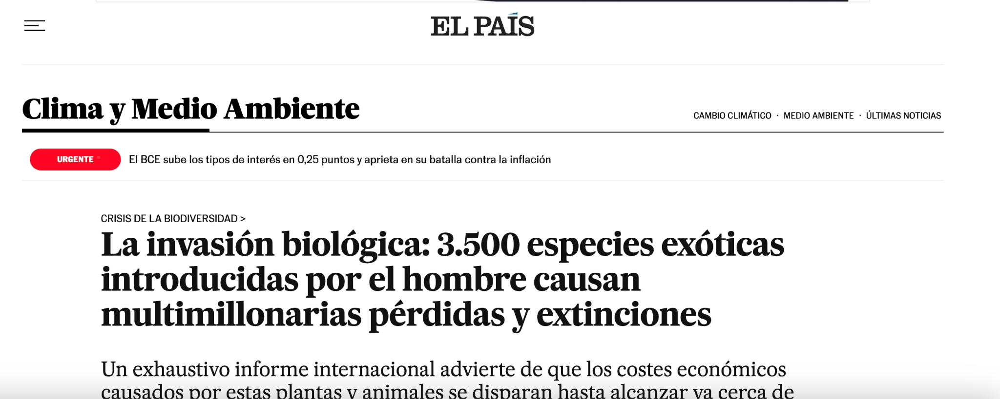 EL PAÍS
Clima y Medio Ambiente
CAMBIO CLIMÁTICO · MEDIO AMBIENTE · ÚLTIMAS NOTICIAS
URGENTE
El BCE sube los tipos de interés en 0,25 puntos y aprieta en su batalla contra la inflación
CRISIS DE LA BIODIVERSIDAD >
La invasión biológica: 3.500 especies exóticas
introducidas por el hombre causan
multimillonarias pérdidas y extinciones
Un exhaustivo informe internacional advierte de que los costes económicos
causados por estas plantas y animales se disparan hasta alcanzar ya cerca de